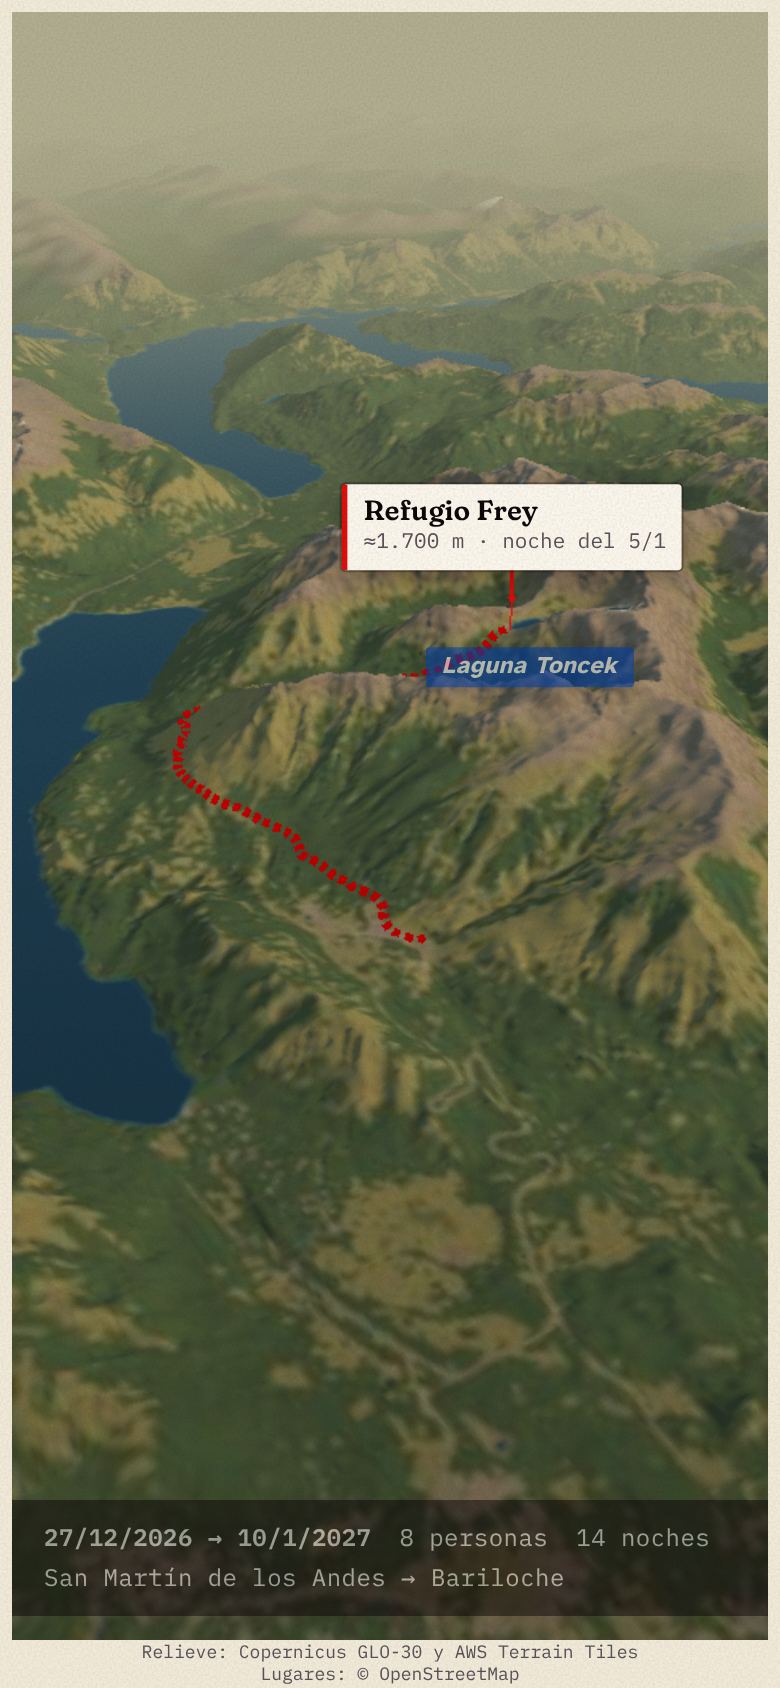 Refugio Frey
≈1.700 m · noche del 5/1
Laguna Toncek
27/12/2026 → 10/1/2027 8 personas 14 noches
San Martín de los Andes → Bariloche
Relieve: Copernicus GLO-30 y AWS Terrain Tiles
Lugares: © OpenStreetMap